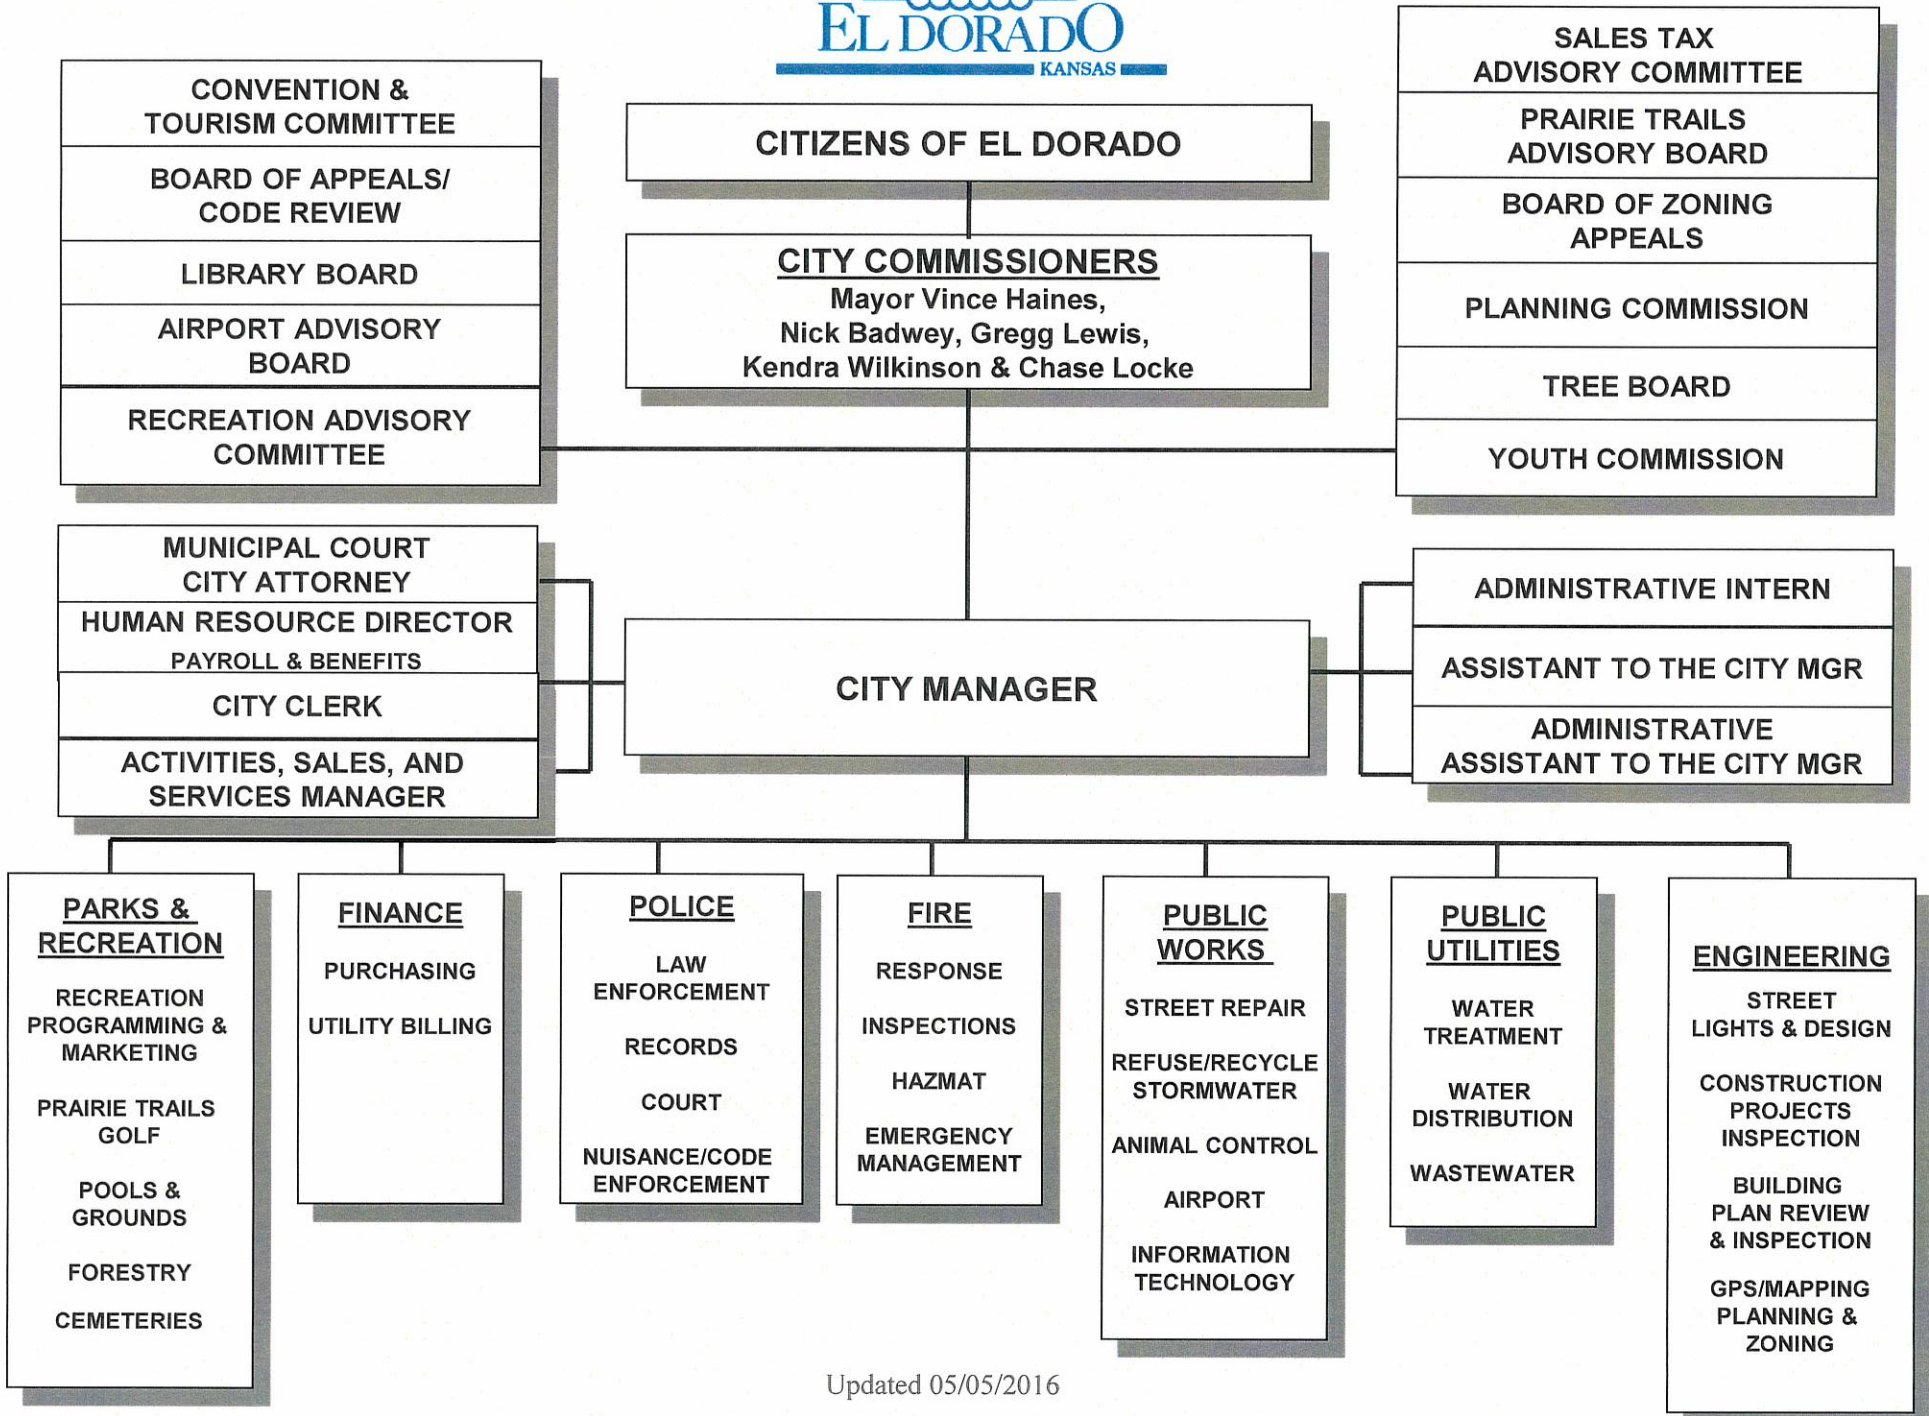 EL DORADO
KANSAS
CONVENTION &
TOURISM COMMITTEE
BOARD OF APPEALS/
CODE REVIEW
LIBRARY BOARD
AIRPORT ADVISORY
BOARD
RECREATION ADVISORY
COMMITTEE
CITIZENS OF EL DORADO
CITY COMMISSIONERS
Mayor Vince Haines,
Nick Badwey, Gregg Lewis,
Kendra Wilkinson & Chase Locke
SALES TAX
ADVISORY COMMITTEE
PRAIRIE TRAILS
ADVISORY BOARD
BOARD OF ZONING
APPEALS
PLANNING COMMISSION
TREE BOARD
YOUTH COMMISSION
MUNICIPAL COURT
CITY ATTORNEY
HUMAN RESOURCE DIRECTOR
PAYROLL & BENEFITS
CITY CLERK
ACTIVITIES, SALES, AND
SERVICES MANAGER
CITY MANAGER
ADMINISTRATIVE INTERN
ASSISTANT TO THE CITY MGR
ADMINISTRATIVE
ASSISTANT TO THE CITY MGR
PARKS &
RECREATION
RECREATION
PROGRAMMING &
MARKETING
PRAIRIE TRAILS
GOLF
POOLS &
GROUNDS
FORESTRY
CEMETERIES
FINANCE
PURCHASING
UTILITY BILLING
POLICE
LAW
ENFORCEMENT
RECORDS
COURT
NUISANCE/CODE
ENFORCEMENT
FIRE
RESPONSE
INSPECTIONS
HAZMAT
EMERGENCY
MANAGEMENT
PUBLIC
WORKS
STREET REPAIR
REFUSE/RECYCLE
STORMWATER
ANIMAL CONTROL
AIRPORT
INFORMATION
TECHNOLOGY
PUBLIC
UTILITIES
WATER
TREATMENT
WATER
DISTRIBUTION
WASTEWATER
ENGINEERING
STREET
LIGHTS & DESIGN
CONSTRUCTION
PROJECTS
INSPECTION
BUILDING
PLAN REVIEW
& INSPECTION
GPS/MAPPING
PLANNING &
ZONING
Updated 05/05/2016